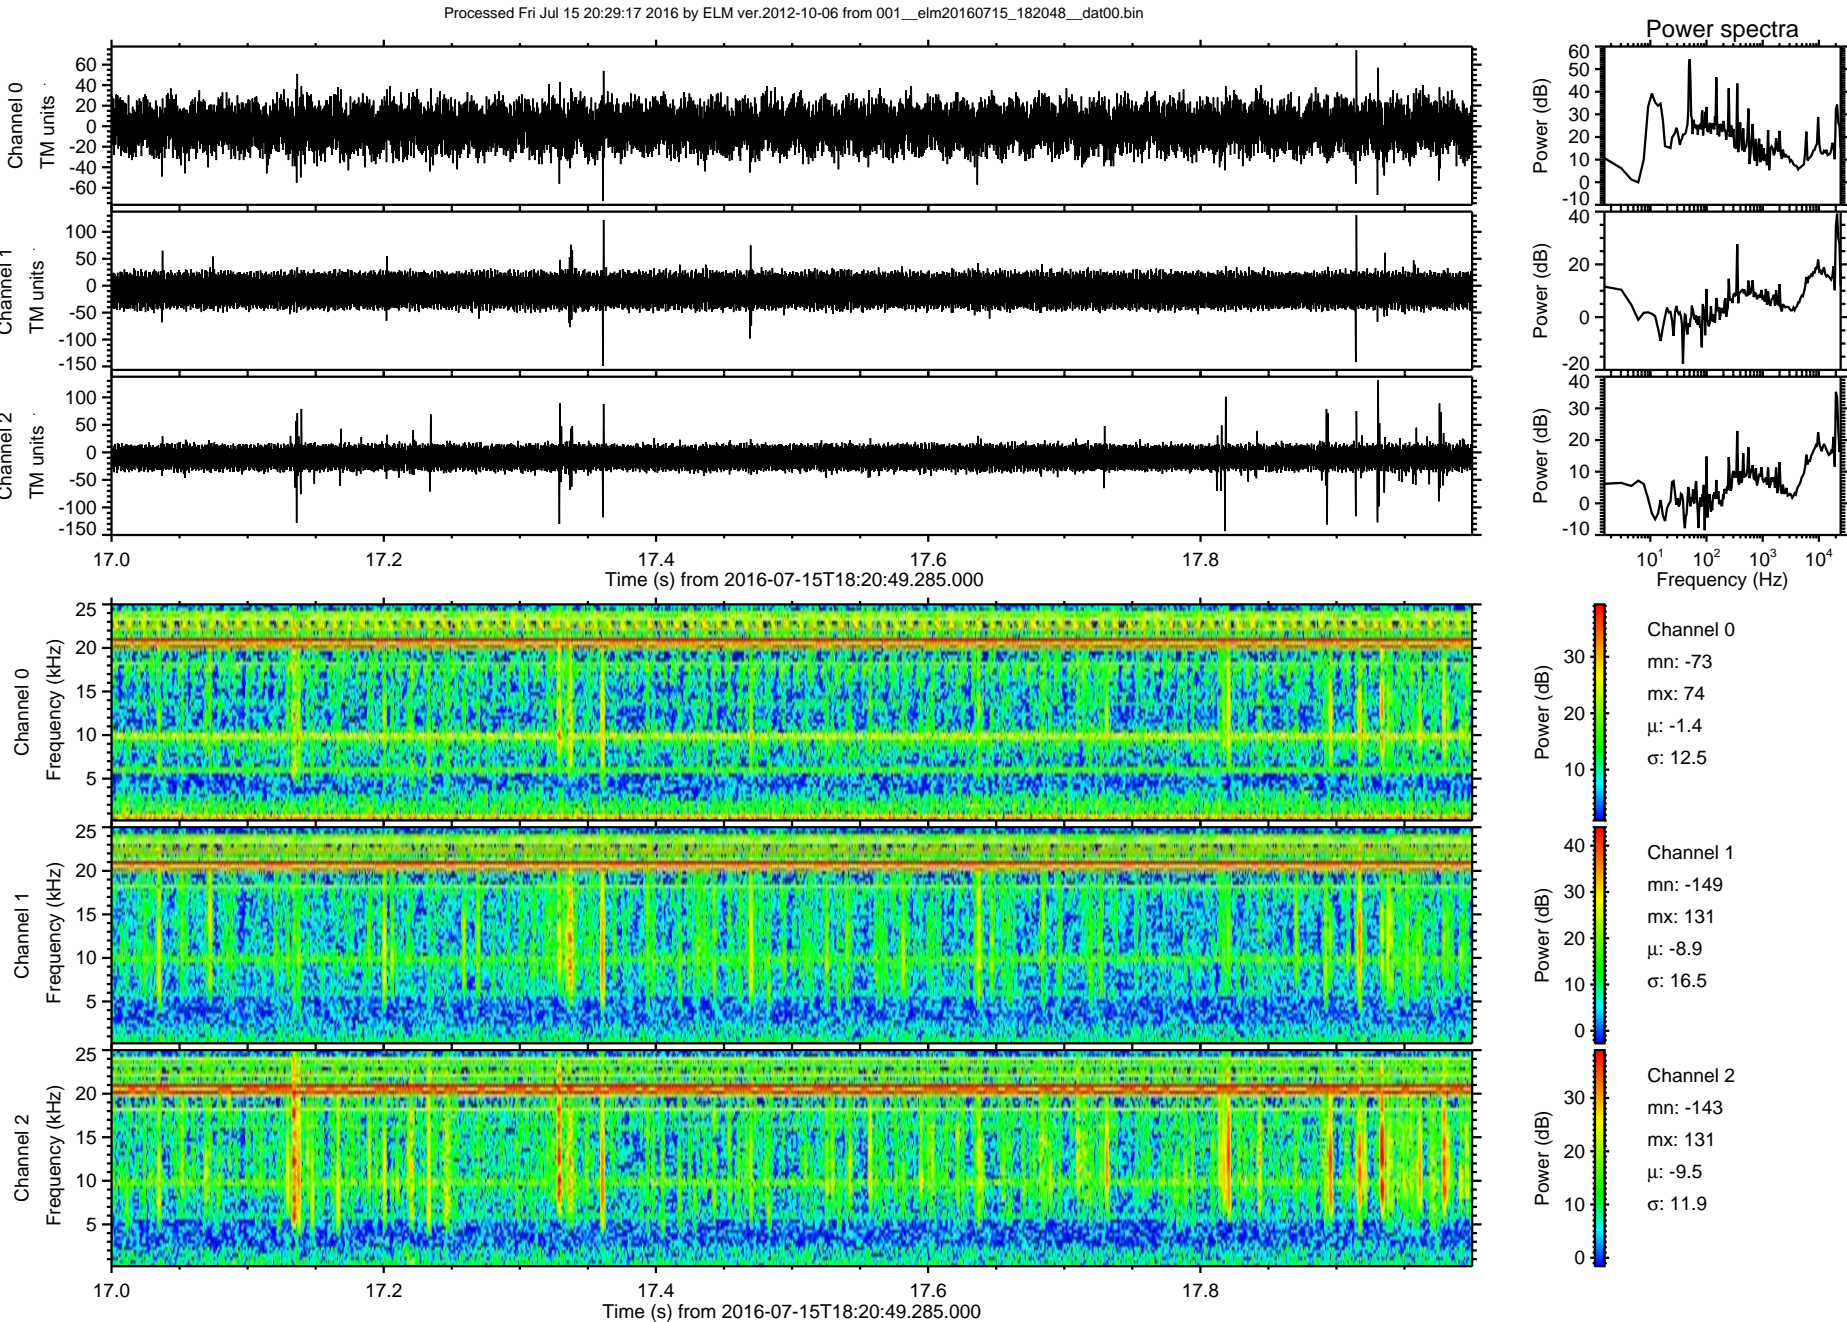 Processed Fri Jul 15 20:29:17 2016 by ELM ver.2012-10-06 from 001__elm20160715_182048__dat00.bin
Power spectra
Channel 0
TM units
60
40
20
0
-20
-40
-60
Power (dB)
60
50
40
30
20
10
0
-10
Channel 1
TM units
100
50
0
-50
-100
-150
Power (dB)
40
20
0
-20
Channel 2
TM units
100
50
0
-50
-100
-150
Power (dB)
40
30
20
10
0
-10
17.0 17.2 17.4 17.6 17.8
Time (s) from 2016-07-15T18:20:49.285.000
10¹ 10² 10³ 10⁴
Frequency (Hz)
Channel 0
Frequency (kHz)
25
20
15
10
5
Power (dB)
30
20
10
Channel 0
mn: -73
mx: 74
μ: -1.4
σ: 12.5
Channel 1
Frequency (kHz)
25
20
15
10
5
Power (dB)
40
30
20
10
0
Channel 1
mn: -149
mx: 131
μ: -8.9
σ: 16.5
Channel 2
Frequency (kHz)
25
20
15
10
5
Power (dB)
30
20
10
0
Channel 2
mn: -143
mx: 131
μ: -9.5
σ: 11.9
17.0 17.2 17.4 17.6 17.8
Time (s) from 2016-07-15T18:20:49.285.000